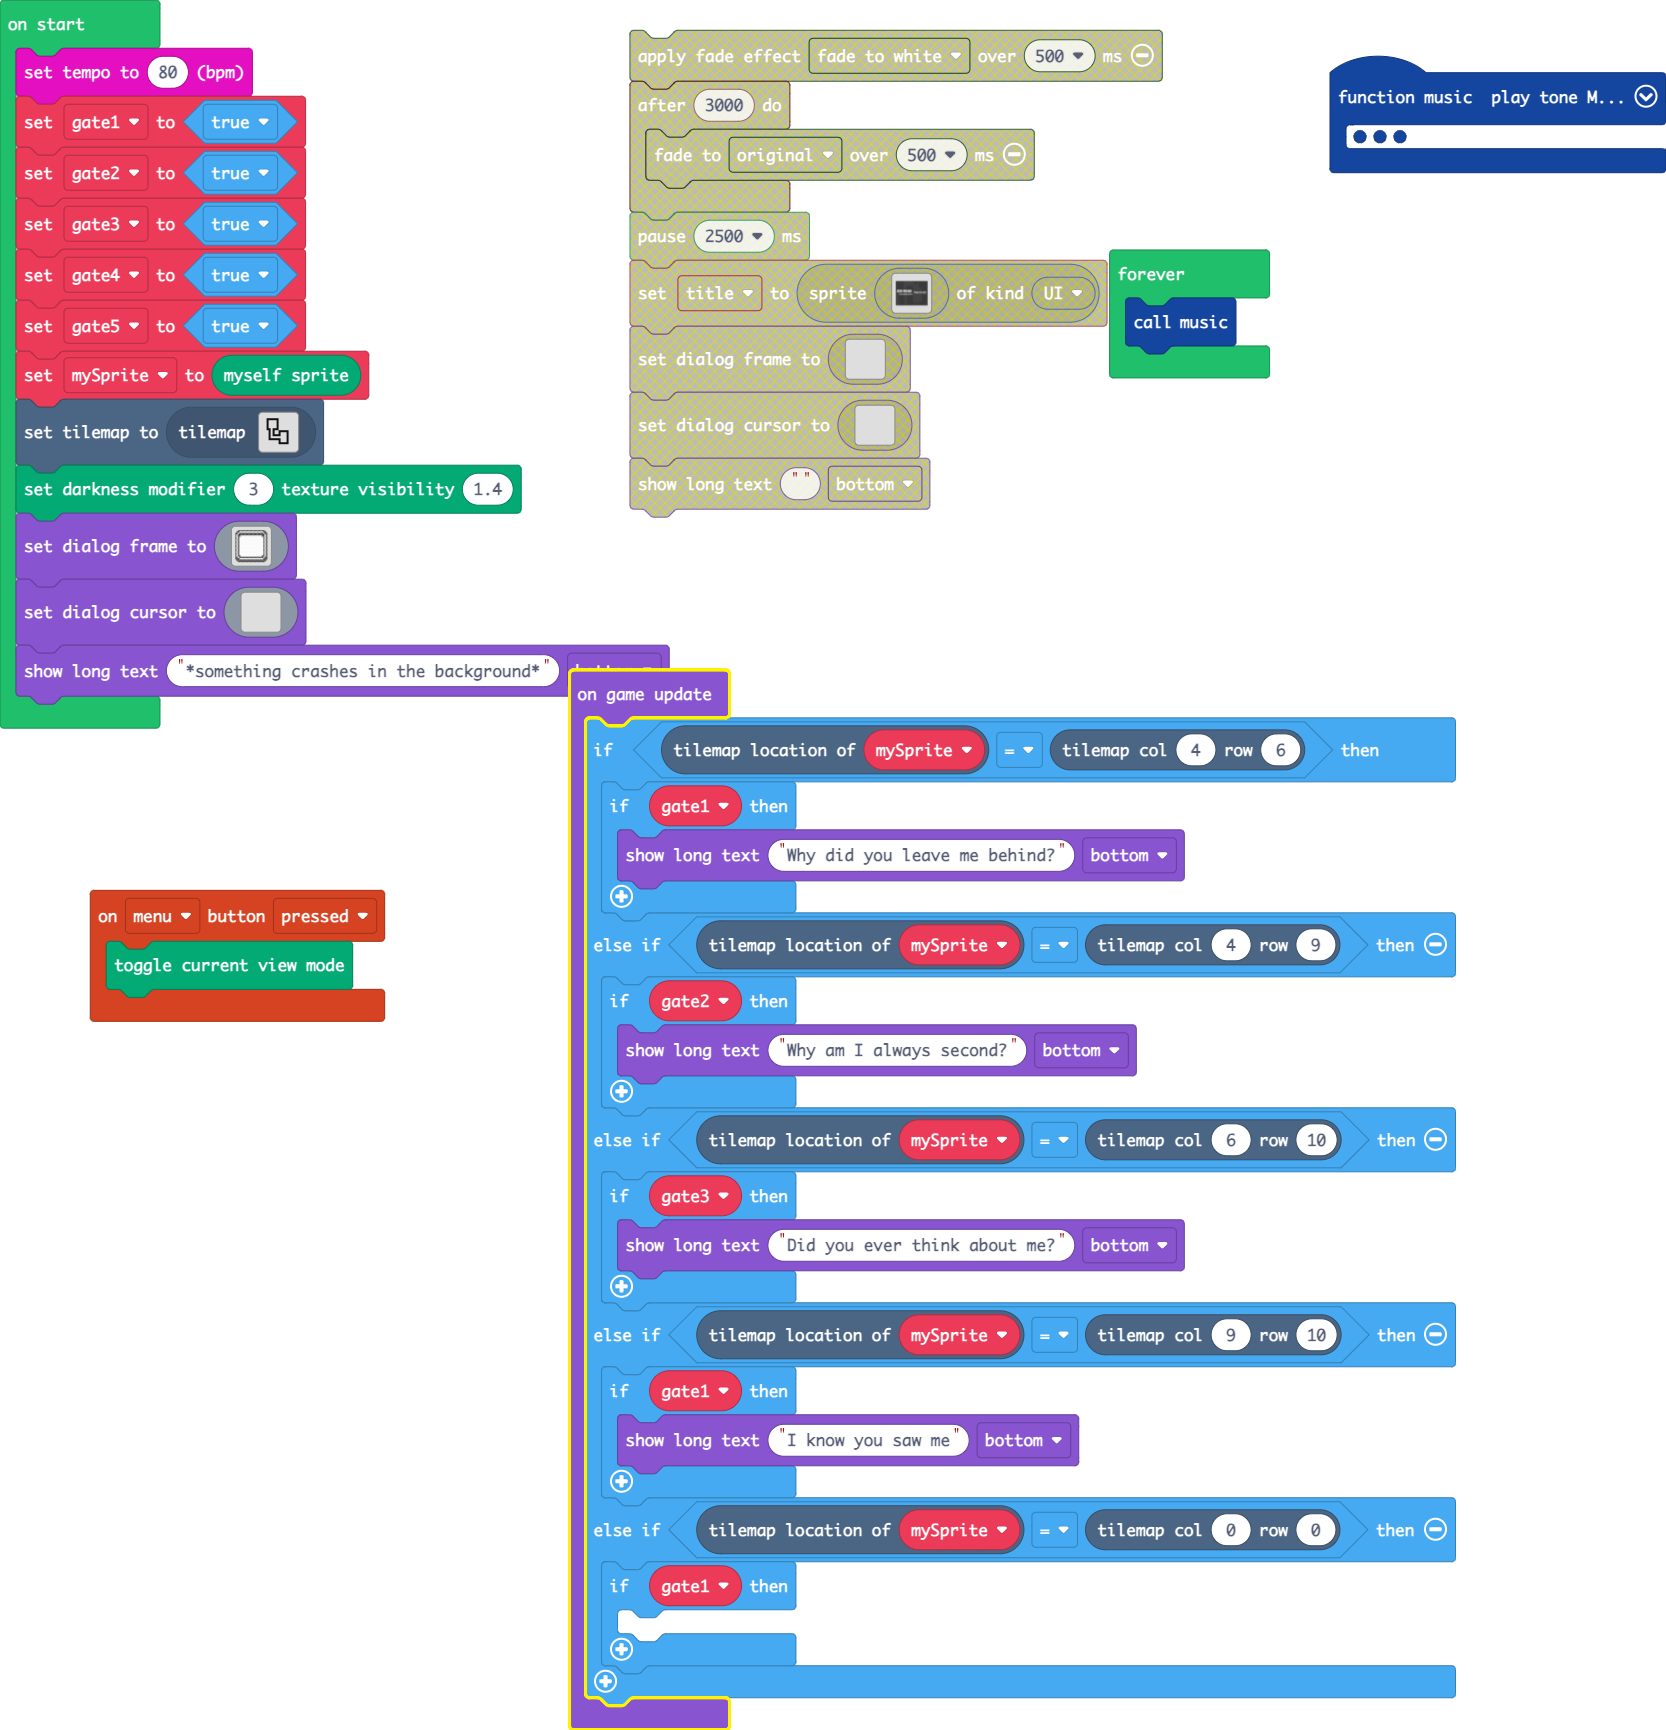 on start
set tempo to 80 (bpm)
set gate1 to true
set gate2 to true
set gate3 to true
set gate4 to true
set gate5 to true
set mySprite to myself sprite
set tilemap to tilemap
set darkness modifier 3 texture visibility 1.4
set dialog frame to
set dialog cursor to
show long text "*something crashes in the background*"
apply fade effect fade to white over 500 ms
after 3000 do
fade to original over 500 ms
pause 2500 ms
set title to sprite of kind UI
set dialog frame to
set dialog cursor to
show long text " " bottom
function music play tone M...
forever
call music
on menu button pressed
toggle current view mode
on game update
if tilemap location of mySprite = tilemap col 4 row 6 then
if gate1 then
show long text "Why did you leave me behind?" bottom
else if tilemap location of mySprite = tilemap col 4 row 9 then
if gate2 then
show long text "Why am I always second?" bottom
else if tilemap location of mySprite = tilemap col 6 row 10 then
if gate3 then
show long text "Did you ever think about me?" bottom
else if tilemap location of mySprite = tilemap col 9 row 10 then
if gate1 then
show long text "I know you saw me" bottom
else if tilemap location of mySprite = tilemap col 0 row 0 then
if gate1 then